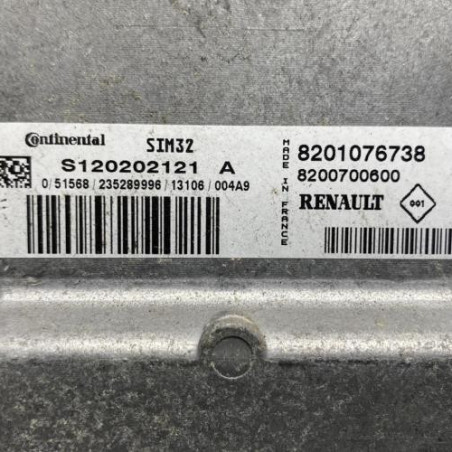 Continental SIM32
S120202121 A
0/51568/235289996/13106/004A9
MADE IN FRANCE
8201076738
8200700600
RENAULT 001